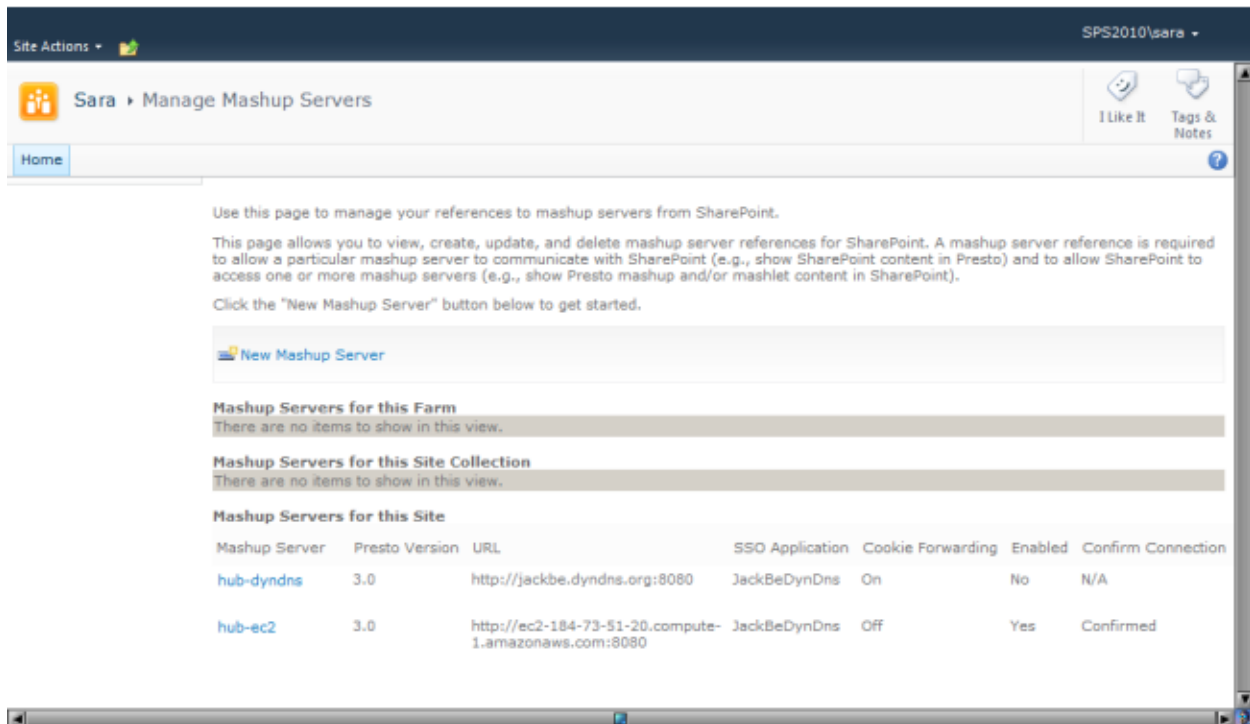 SPS2010\sara
Site Actions
Sara ▸ Manage Mashup Servers
I Like It
Tags &
Notes
Home
Use this page to manage your references to mashup servers from SharePoint.
This page allows you to view, create, update, and delete mashup server references for SharePoint. A mashup server reference is required
to allow a particular mashup server to communicate with SharePoint (e.g., show SharePoint content in Presto) and to allow SharePoint to
access one or more mashup servers (e.g., show Presto mashup and/or mashlet content in SharePoint).
Click the "New Mashup Server" button below to get started.
New Mashup Server
Mashup Servers for this Farm
There are no items to show in this view.
Mashup Servers for this Site Collection
There are no items to show in this view.
Mashup Servers for this Site
Mashup Server Presto Version URL SSO Application Cookie Forwarding Enabled Confirm Connection
hub-dyndns 3.0 http://jackbe.dyndns.org:8080 JackBeDynDns On No N/A
hub-ec2 3.0 http://ec2-184-73-51-20.compute- JackBeDynDns Off Yes Confirmed
1.amazonaws.com:8080